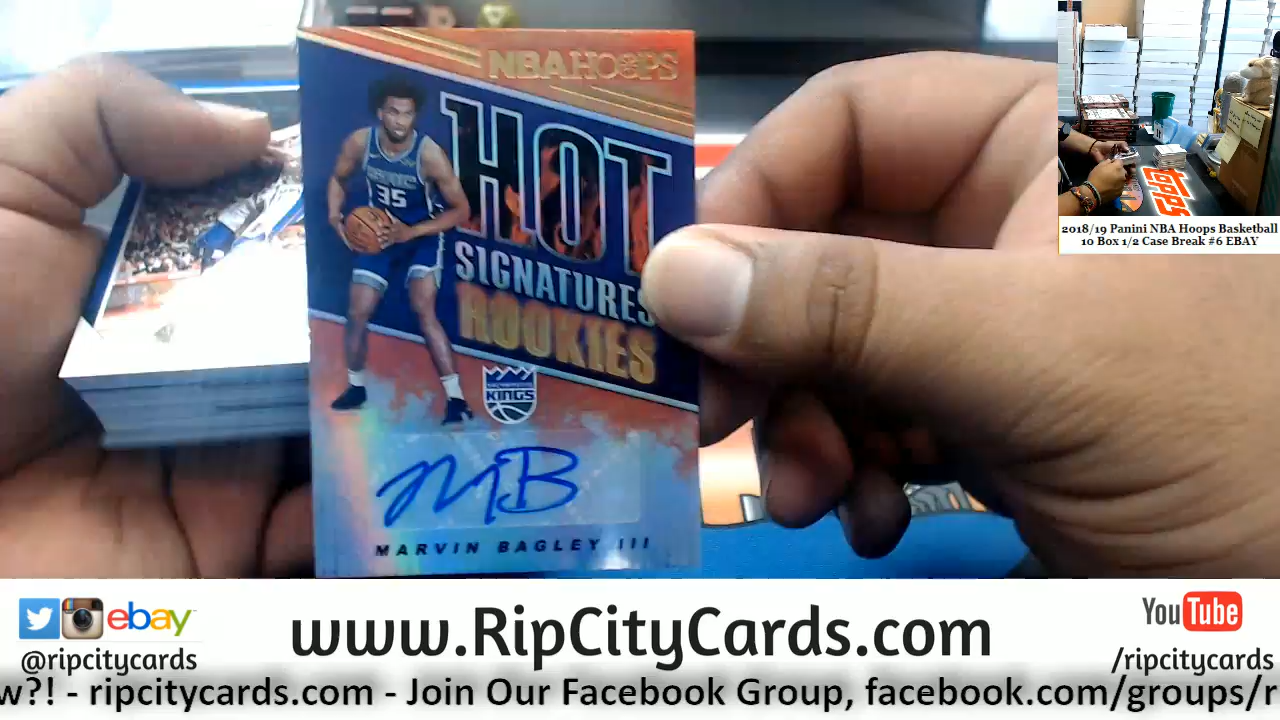 NBA HOOPS
35
HOT
SIGNATURES
ROOKIES
KINGS
MB
MARVIN BAGLEY III
TOPPS
2018/19 Panini NBA Hoops Basketball
10 Box 1/2 Case Break #6 EBAY
ebay
@ripcitycards
www.RipCityCards.com
YouTube
/ripcitycards
w?! - ripcitycards.com - Join Our Facebook Group, facebook.com/groups/r